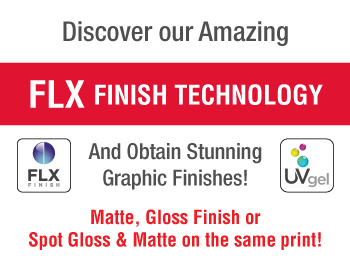 Discover our Amazing
FLX FINISH TECHNOLOGY
FLX
FINISH
And Obtain Stunning
Graphic Finishes!
UVgel
Matte, Gloss Finish or
Spot Gloss & Matte on the same print!